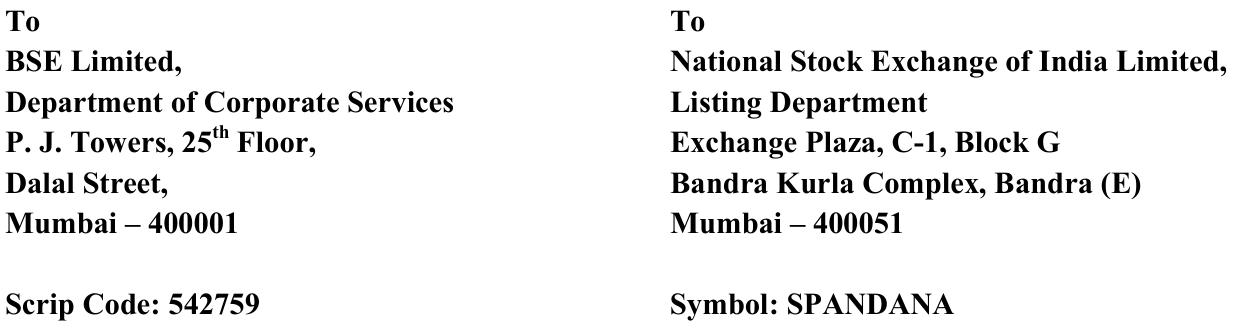 To
BSE Limited,
Department of Corporate Services
P. J. Towers, 25th Floor,
Dalal Street,
Mumbai – 400001
Scrip Code: 542759
To
National Stock Exchange of India Limited,
Listing Department
Exchange Plaza, C-1, Block G
Bandra Kurla Complex, Bandra (E)
Mumbai – 400051
Symbol: SPANDANA